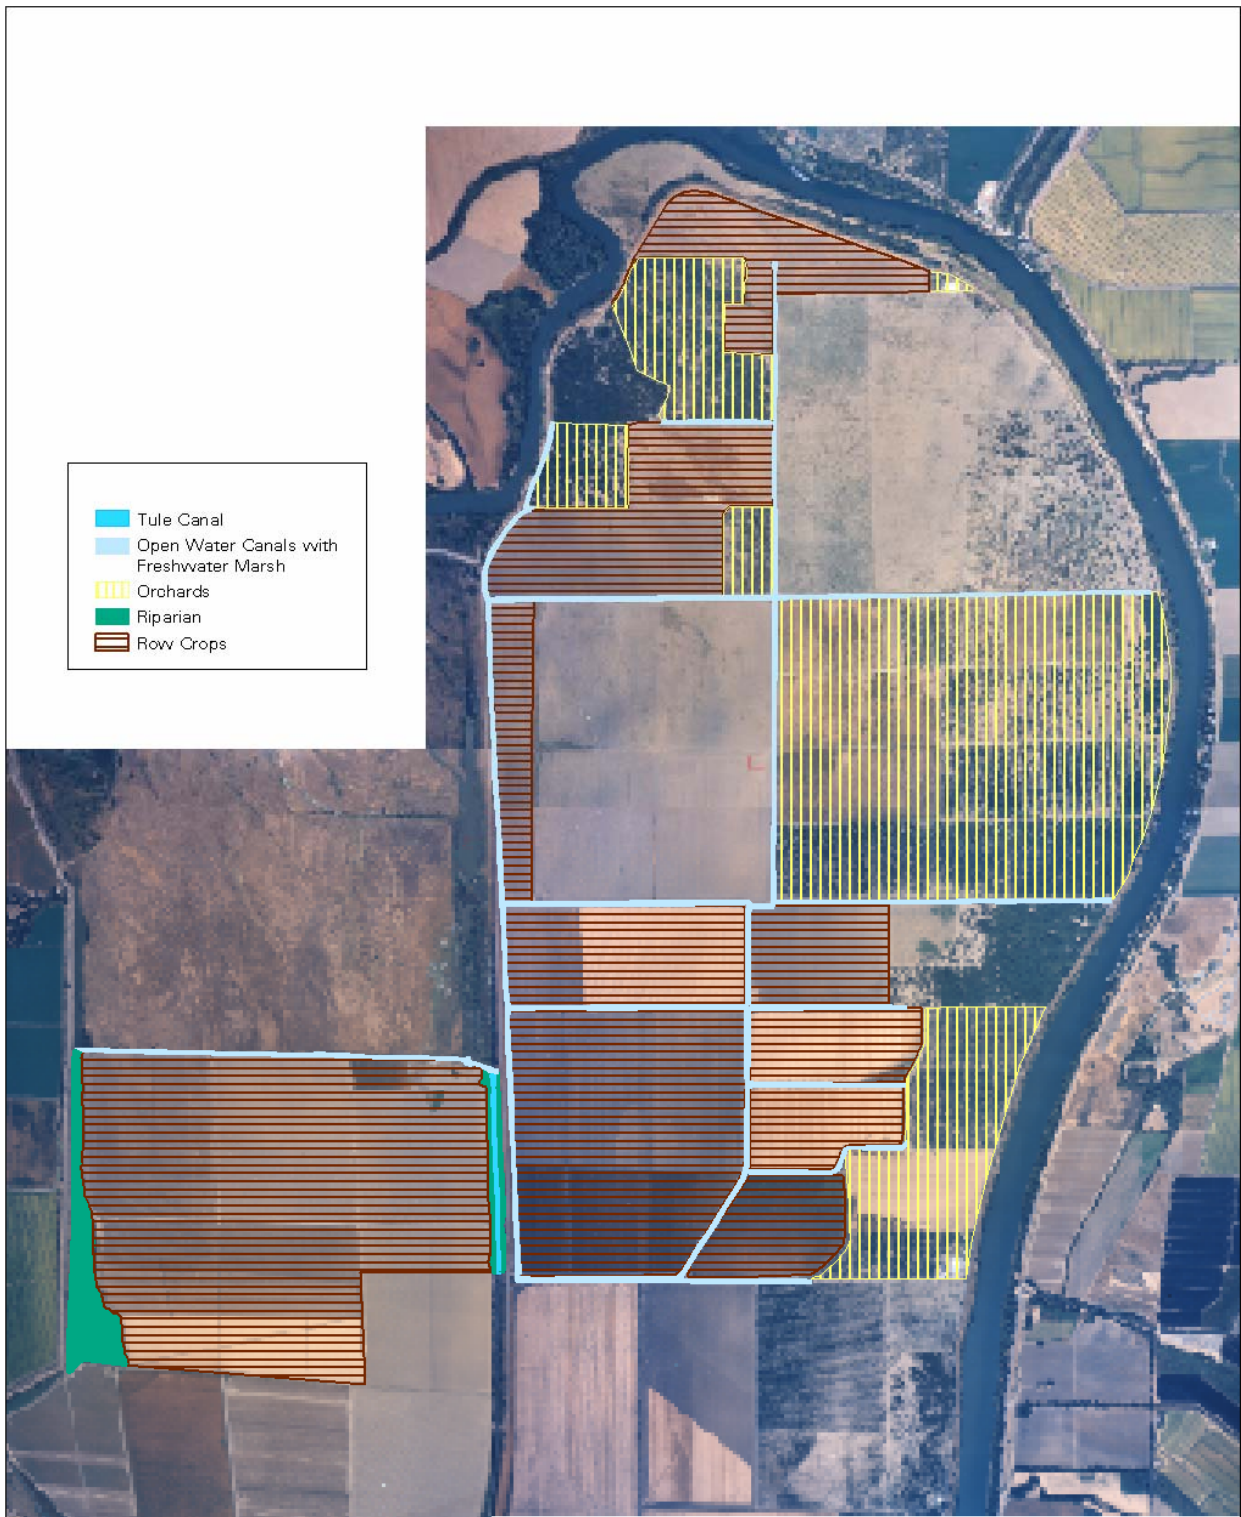 Tule Canal
Open Water Canals with
Freshwater Marsh
Orchards
Riparian
Row Crops